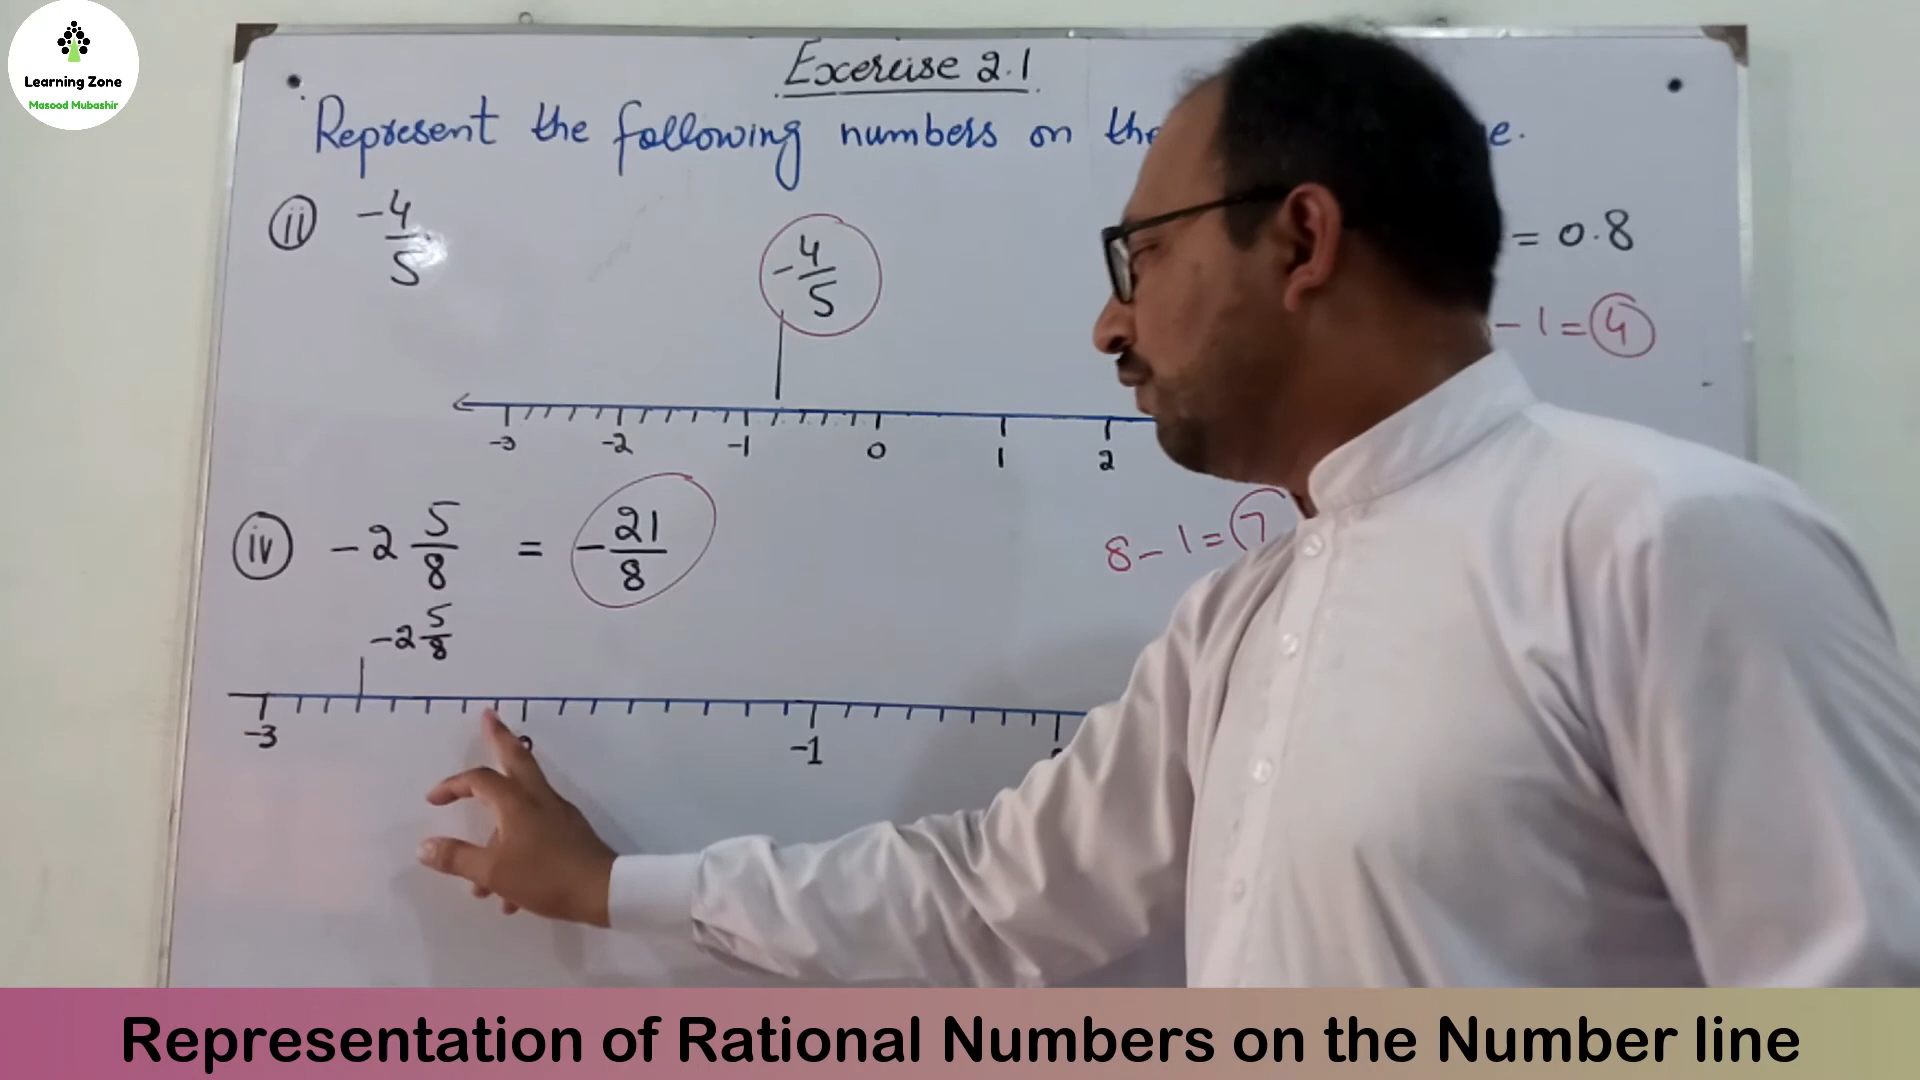 Learning Zone
Masood Mubashir
Excercise 2.1
Represent the following numbers on the
(ii) -4/5
-4/5
= 0.8
- 1 = 4
-3 -2 -1 0 1 2
(iv) -2 5/8 = -21/8
8 - 1 = 7
-2 5/8
-3 -1
Representation of Rational Numbers on the Number line